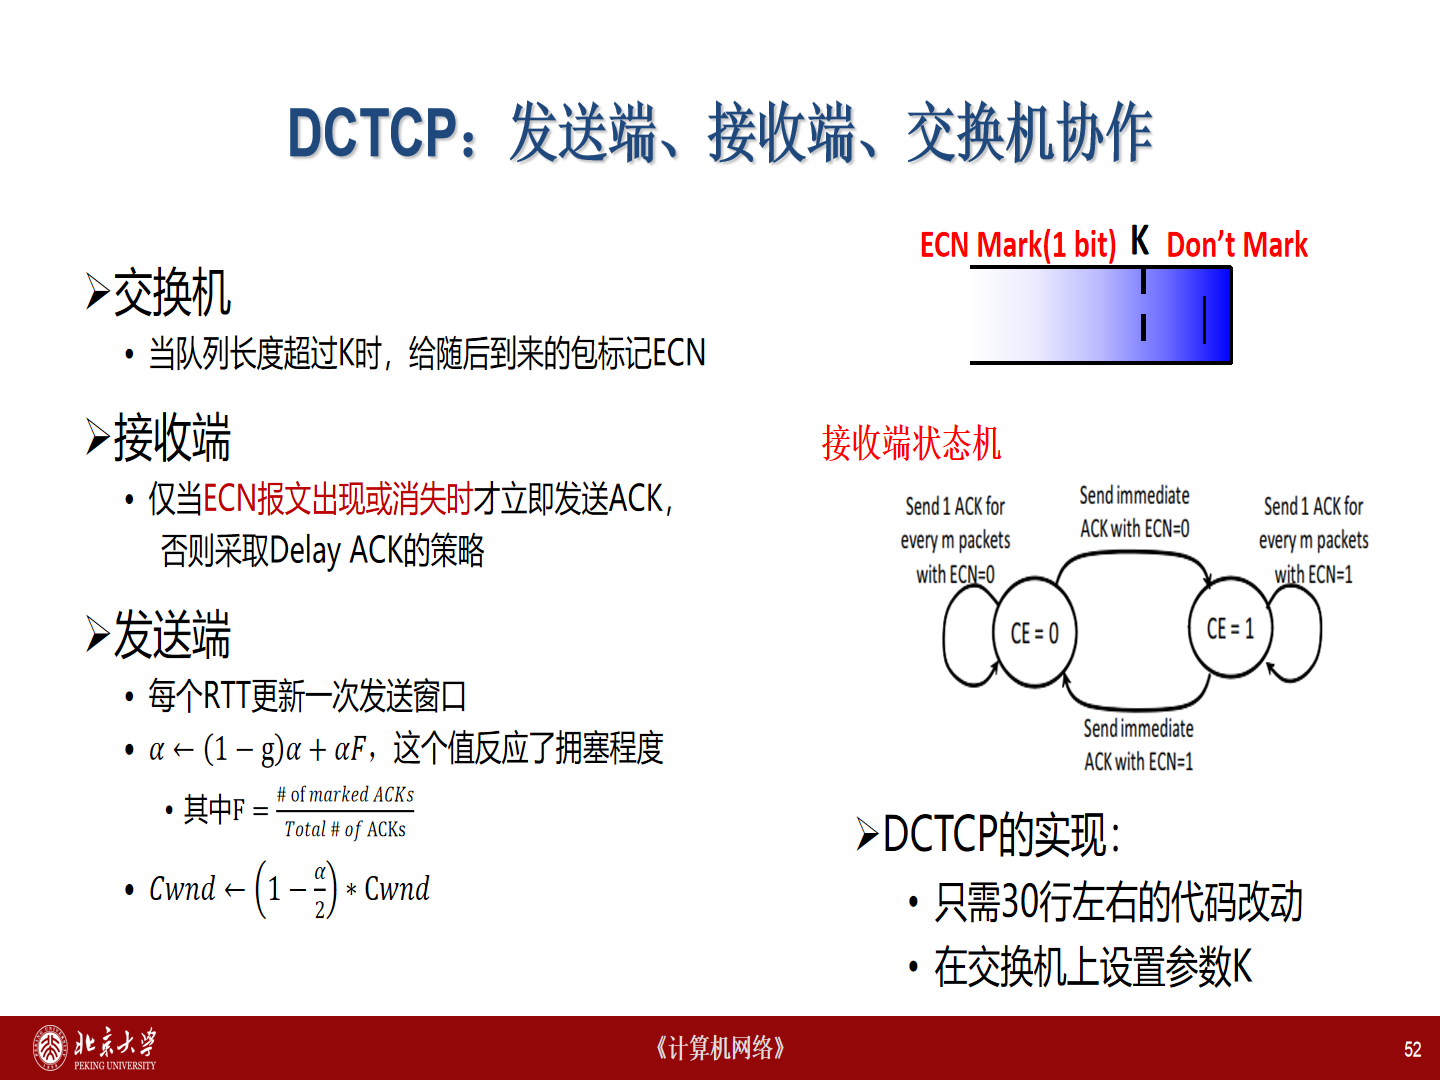 DCTCP：发送端、接收端、交换机协作
➢交换机
• 当队列长度超过K时，给随后到来的包标记ECN
➢接收端
• 仅当ECN报文出现或消失时才立即发送ACK，
否则采取Delay ACK的策略
➢发送端
• 每个RTT更新一次发送窗口
• α ← (1 − g)α + αF，这个值反应了拥塞程度
• 其中F = # of marked ACKs / Total # of ACKs
• Cwnd ← (1 − α/2) ∗ Cwnd
ECN Mark(1 bit) K Don’t Mark
接收端状态机
Send 1 ACK for
every m packets
with ECN=0
Send immediate
ACK with ECN=0
Send 1 ACK for
every m packets
with ECN=1
CE = 0
CE = 1
Send immediate
ACK with ECN=1
➢DCTCP的实现：
• 只需30行左右的代码改动
• 在交换机上设置参数K
北京大学
PEKING UNIVERSITY
《计算机网络》
52